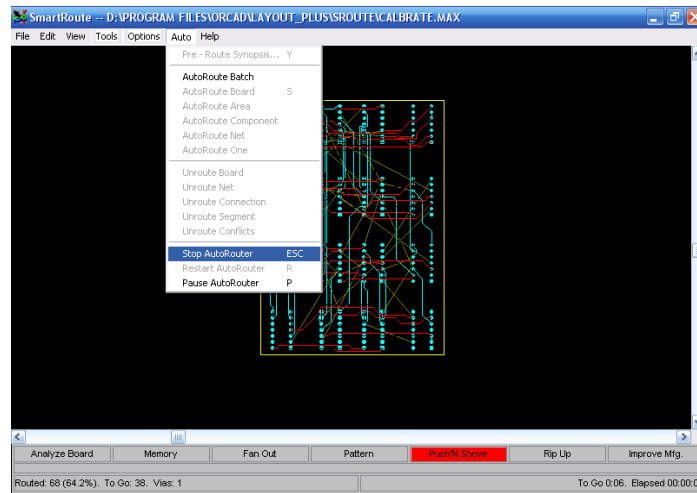 SmartRoute -- D:\PROGRAM FILES\ORCAD\LAYOUT_PLUS\SROUTE\CALBRATE.MAX
File Edit View Tools Options Auto Help
Pre - Route Synopsis... Y
AutoRoute Batch
AutoRoute Board S
AutoRoute Area
AutoRoute Component
AutoRoute Net
AutoRoute One
Unroute Board
Unroute Net
Unroute Connection
Unroute Segment
Unroute Conflicts
Stop AutoRouter ESC
Restart AutoRouter R
Pause AutoRouter P
Analyze Board Memory Fan Out Pattern Push'N Shove Rip Up Improve Mfg.
Routed: 68 (64.2%). To Go: 38. Vias: 1 To Go 0:06. Elapsed 00:00:0